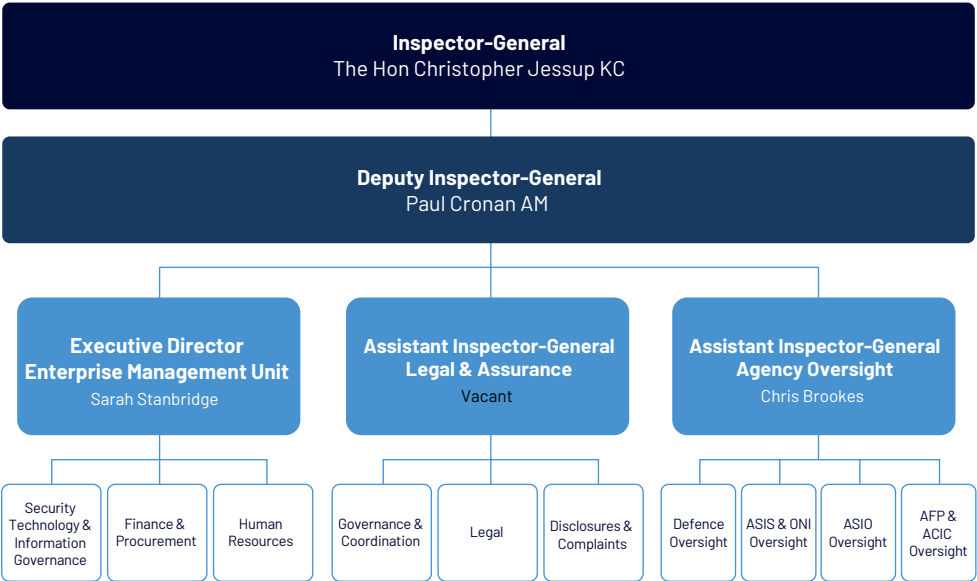 Inspector-General
The Hon Christopher Jessup KC
Deputy Inspector-General
Paul Cronan AM
Executive Director
Enterprise Management Unit
Sarah Stanbridge
Assistant Inspector-General
Legal & Assurance
Vacant
Assistant Inspector-General
Agency Oversight
Chris Brookes
Security
Technology &
Information
Governance
Finance &
Procurement
Human
Resources
Governance &
Coordination
Legal
Disclosures &
Complaints
Defence
Oversight
ASIS & ONI
Oversight
ASIO
Oversight
AFP &
ACIC
Oversight